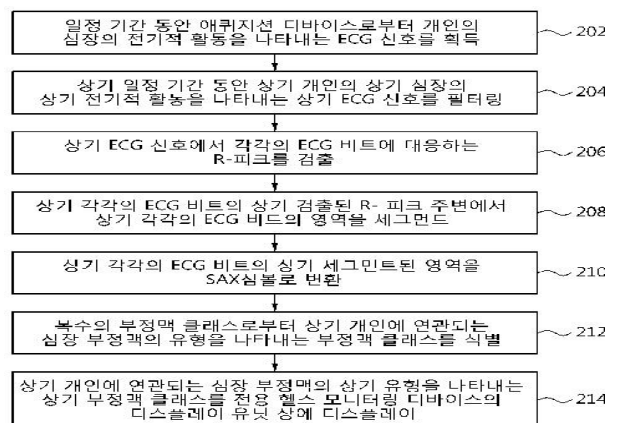 일정 기간 동안 애퀴지션 디바이스로부터 개인의
심장의 전기적 활동을 나타내는 ECG 신호를 획득
202
상기 일정 기간 동안 상기 개인의 상기 심장의
상기 전기적 활동을 나타내는 상기 ECG 신호를 필터링
204
상기 ECG 신호에서 각각의 ECG 비트에 대응하는
R-피크를 검출
206
상기 각각의 ECG 비트의 상기 검출된 R- 피크 주변에서
상기 각각의 ECG 비트의 영역을 세그먼트
208
상기 각각의 ECG 비트의 상기 세그먼트된 영역을
SAX심볼로 변환
210
복수의 부정맥 클래스로부터 상기 개인에 연관되는
심장 부정맥의 유형을 나타내는 부정맥 클래스를 식별
212
상기 개인에 연관되는 심장 부정맥의 상기 유형을 나타내는
상기 부정맥 클래스를 전용 헬스 모니터링 디바이스의
디스플레이 유닛 상에 디스플레이
214